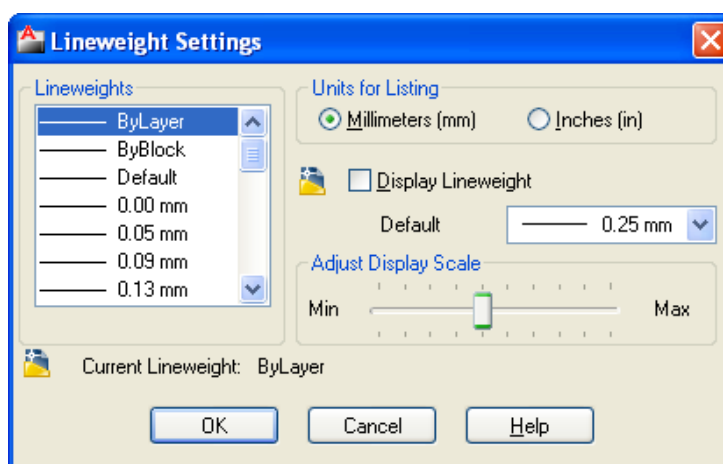 Lineweight Settings
Lineweights
ByLayer
ByBlock
Default
0.00 mm
0.05 mm
0.09 mm
0.13 mm
Units for Listing
Millimeters (mm)
Inches (in)
Display Lineweight
Default
0.25 mm
Adjust Display Scale
Min
Max
Current Lineweight: ByLayer
OK
Cancel
Help